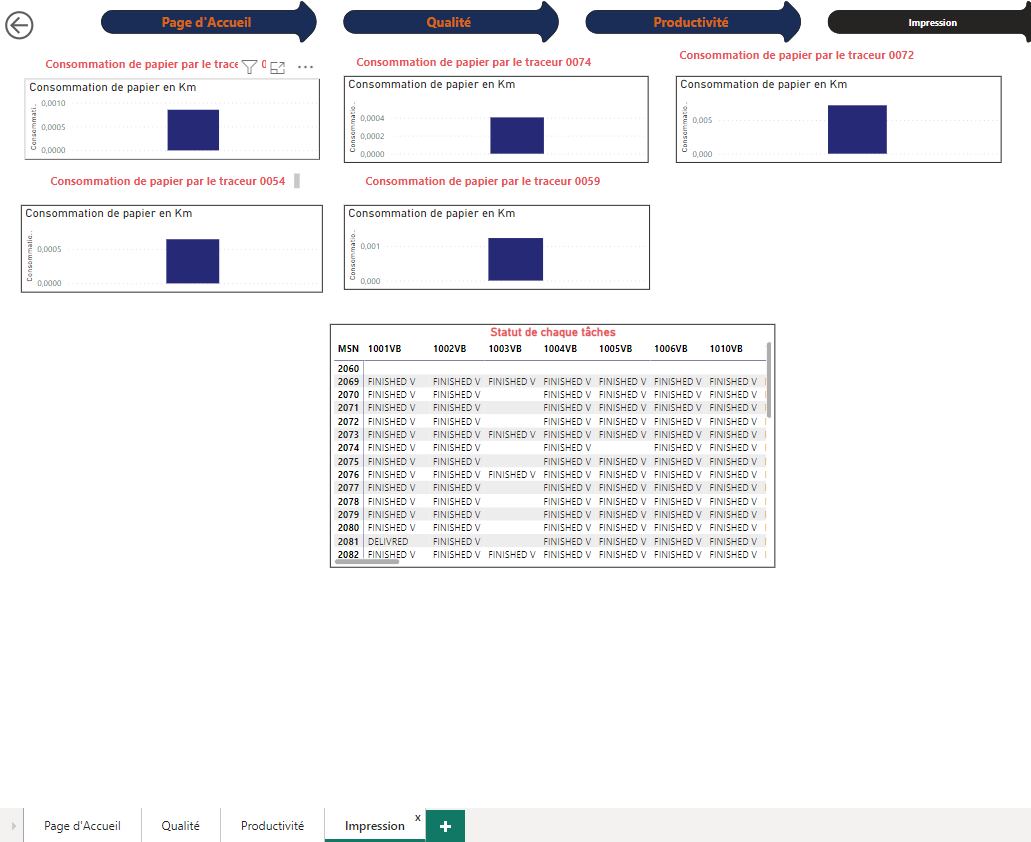 Page d'Accueil
Qualité
Productivité
Impression
Consommation de papier par le trace 0
Consommation de papier en Km
Consommati..
0,0010
0,0005
0,0000
Consommation de papier par le traceur 0074
Consommation de papier en Km
Consommatio..
0,0004
0,0002
0,0000
Consommation de papier par le traceur 0072
Consommation de papier en Km
Consommatio..
0,005
0,000
Consommation de papier par le traceur 0054
Consommation de papier en Km
Consommatio..
0,0005
0,0000
Consommation de papier par le traceur 0059
Consommation de papier en Km
Consommatio..
0,001
0,000
Statut de chaque tâches
MSN 1001VB 1002VB 1003VB 1004VB 1005VB 1006VB 1010VB
2060
2069 FINISHED V FINISHED V FINISHED V FINISHED V FINISHED V FINISHED V FINISHED V
2070 FINISHED V FINISHED V FINISHED V FINISHED V FINISHED V FINISHED V
2071 FINISHED V FINISHED V FINISHED V FINISHED V FINISHED V FINISHED V
2072 FINISHED V FINISHED V FINISHED V FINISHED V FINISHED V FINISHED V
2073 FINISHED V FINISHED V FINISHED V FINISHED V FINISHED V FINISHED V FINISHED V
2074 FINISHED V FINISHED V FINISHED V FINISHED V FINISHED V
2075 FINISHED V FINISHED V FINISHED V FINISHED V FINISHED V FINISHED V
2076 FINISHED V FINISHED V FINISHED V FINISHED V FINISHED V FINISHED V FINISHED V
2077 FINISHED V FINISHED V FINISHED V FINISHED V FINISHED V FINISHED V
2078 FINISHED V FINISHED V FINISHED V FINISHED V FINISHED V FINISHED V
2079 FINISHED V FINISHED V FINISHED V FINISHED V FINISHED V FINISHED V
2080 FINISHED V FINISHED V FINISHED V FINISHED V FINISHED V FINISHED V
2081 DELIVRED FINISHED V FINISHED V FINISHED V FINISHED V FINISHED V
2082 FINISHED V FINISHED V FINISHED V FINISHED V FINISHED V FINISHED V FINISHED V
Page d'Accueil
Qualité
Productivité
Impression x
+